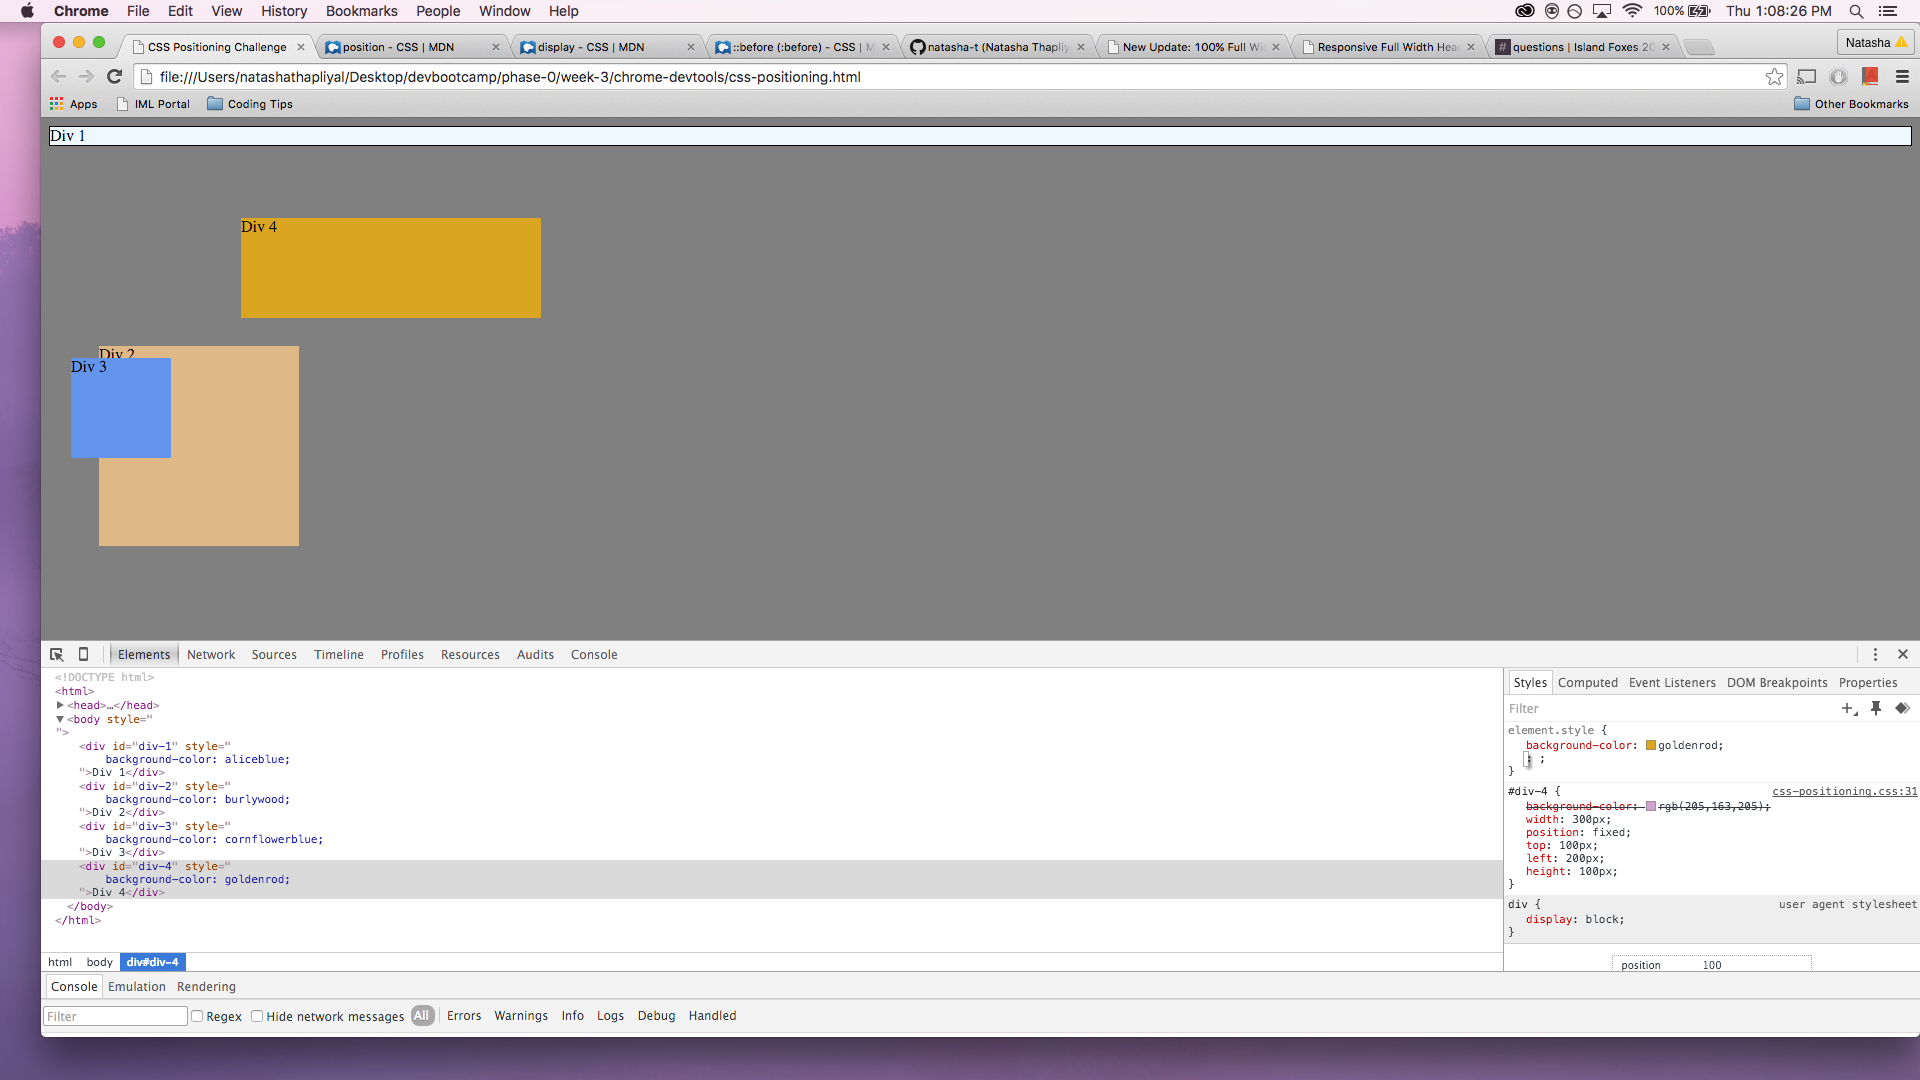 Chrome File Edit View History Bookmarks People Window Help 100% Thu 1:08:26 PM
CSS Positioning Challenge position - CSS | MDN display - CSS | MDN ::before (:before) - CSS | M natasha-t (Natasha Thapliy New Update: 100% Full Wi Responsive Full Width Hea questions | Island Foxes 20 Natasha
file:///Users/natashathapliyal/Desktop/devbootcamp/phase-0/week-3/chrome-devtools/css-positioning.html
Apps IML Portal Coding Tips Other Bookmarks
Div 1
Div 4
Div 2
Div 3
Elements Network Sources Timeline Profiles Resources Audits Console
<!DOCTYPE html>
<html>
<head>…</head>
<body style="
">
<div id="div-1" style="
background-color: aliceblue;
">Div 1</div>
<div id="div-2" style="
background-color: burlywood;
">Div 2</div>
<div id="div-3" style="
background-color: cornflowerblue;
">Div 3</div>
<div id="div-4" style="
background-color: goldenrod;
">Div 4</div>
</body>
</html>
html body div#div-4
Styles Computed Event Listeners DOM Breakpoints Properties
Filter
element.style {
background-color: goldenrod;
: ;
}
#div-4 { css-positioning.css:31
background-color: rgb(205,163,205);
width: 300px;
position: fixed;
top: 100px;
left: 200px;
height: 100px;
}
div { user agent stylesheet
display: block;
}
position 100
Console Emulation Rendering
Filter Regex Hide network messages All Errors Warnings Info Logs Debug Handled